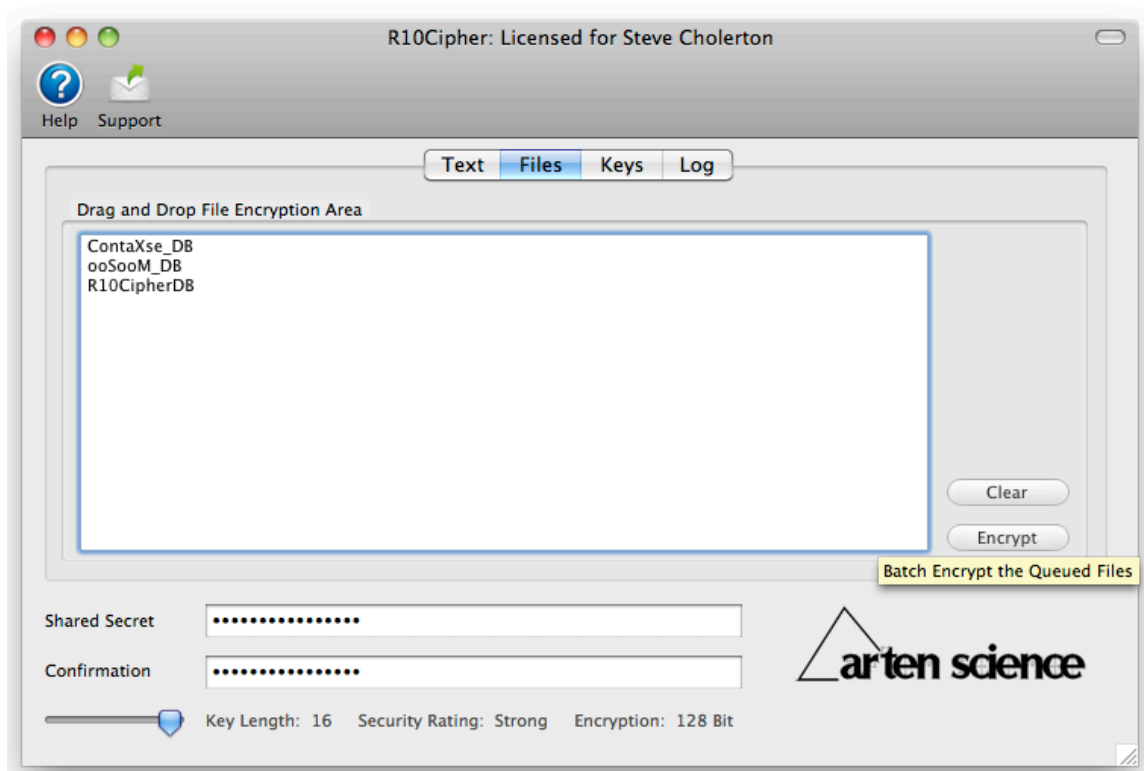 R10Cipher: Licensed for Steve Cholerton
Help Support
Text Files Keys Log
Drag and Drop File Encryption Area
ContaXse_DB
ooSooM_DB
R10CipherDB
Clear
Encrypt
Batch Encrypt the Queued Files
Shared Secret ••••••••••••••••
Confirmation ••••••••••••••••
arten science
Key Length: 16 Security Rating: Strong Encryption: 128 Bit